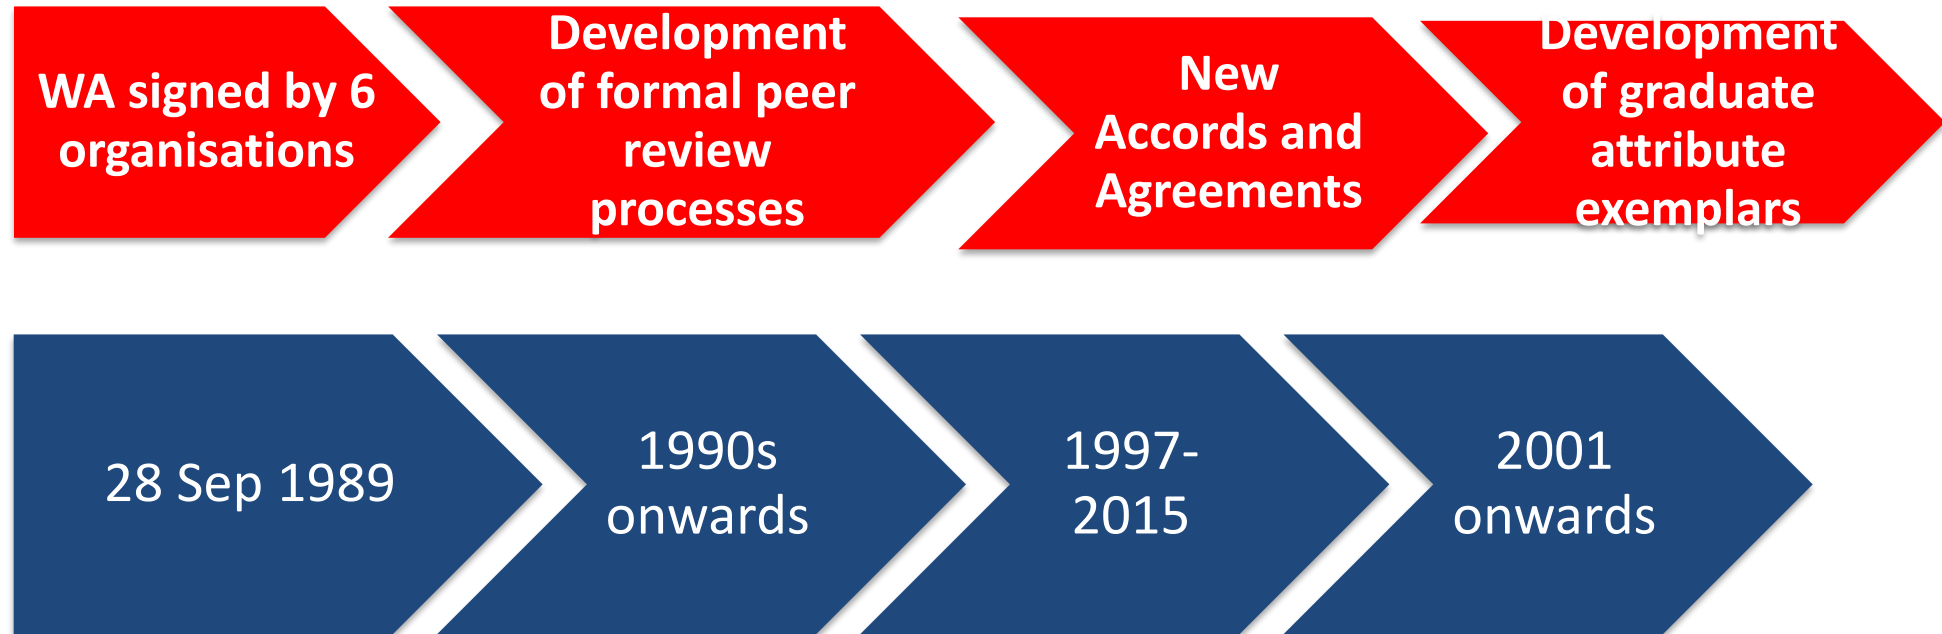 WA signed by 6
organisations
Development
of formal peer
review
processes
New
Accords and
Agreements
Development
of graduate
attribute
exemplars
28 Sep 1989
1990s
onwards
1997-
2015
2001
onwards